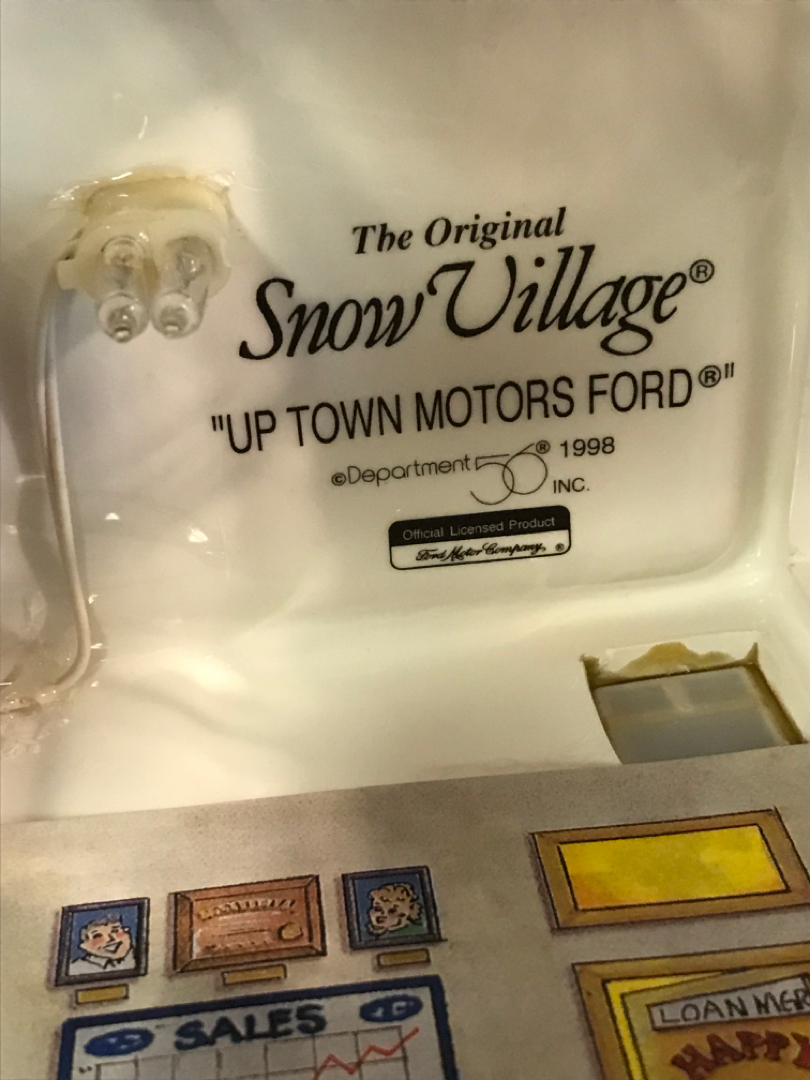 The Original
Snow Village®
"UP TOWN MOTORS FORD®"
©Department 56® 1998
INC.
Official Licensed Product
Ford Motor Company, ®
SALES
LOAN MGR
HAPPY